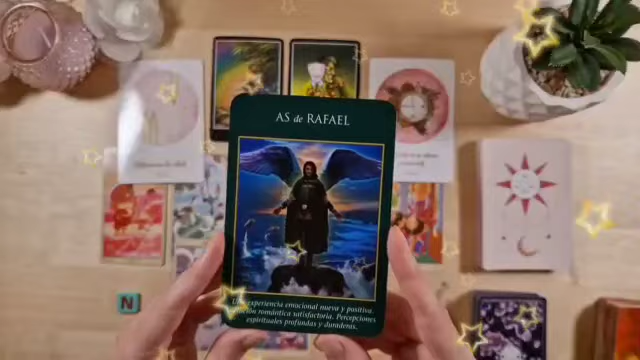 AS de RAFAEL
experiencia emocional nueva y positiva.
romántica satisfactoria. Percepciones
espirituales profundas y duraderas.
N